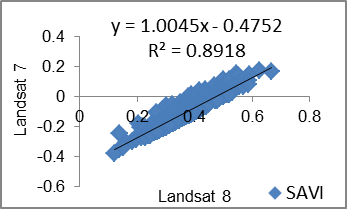 y = 1.0045x - 0.4752
R² = 0.8918
0.4
0.2
0
-0.2
-0.4
-0.6
0 0.2 0.4 0.6 0.8
Landsat 7
Landsat 8
SAVI